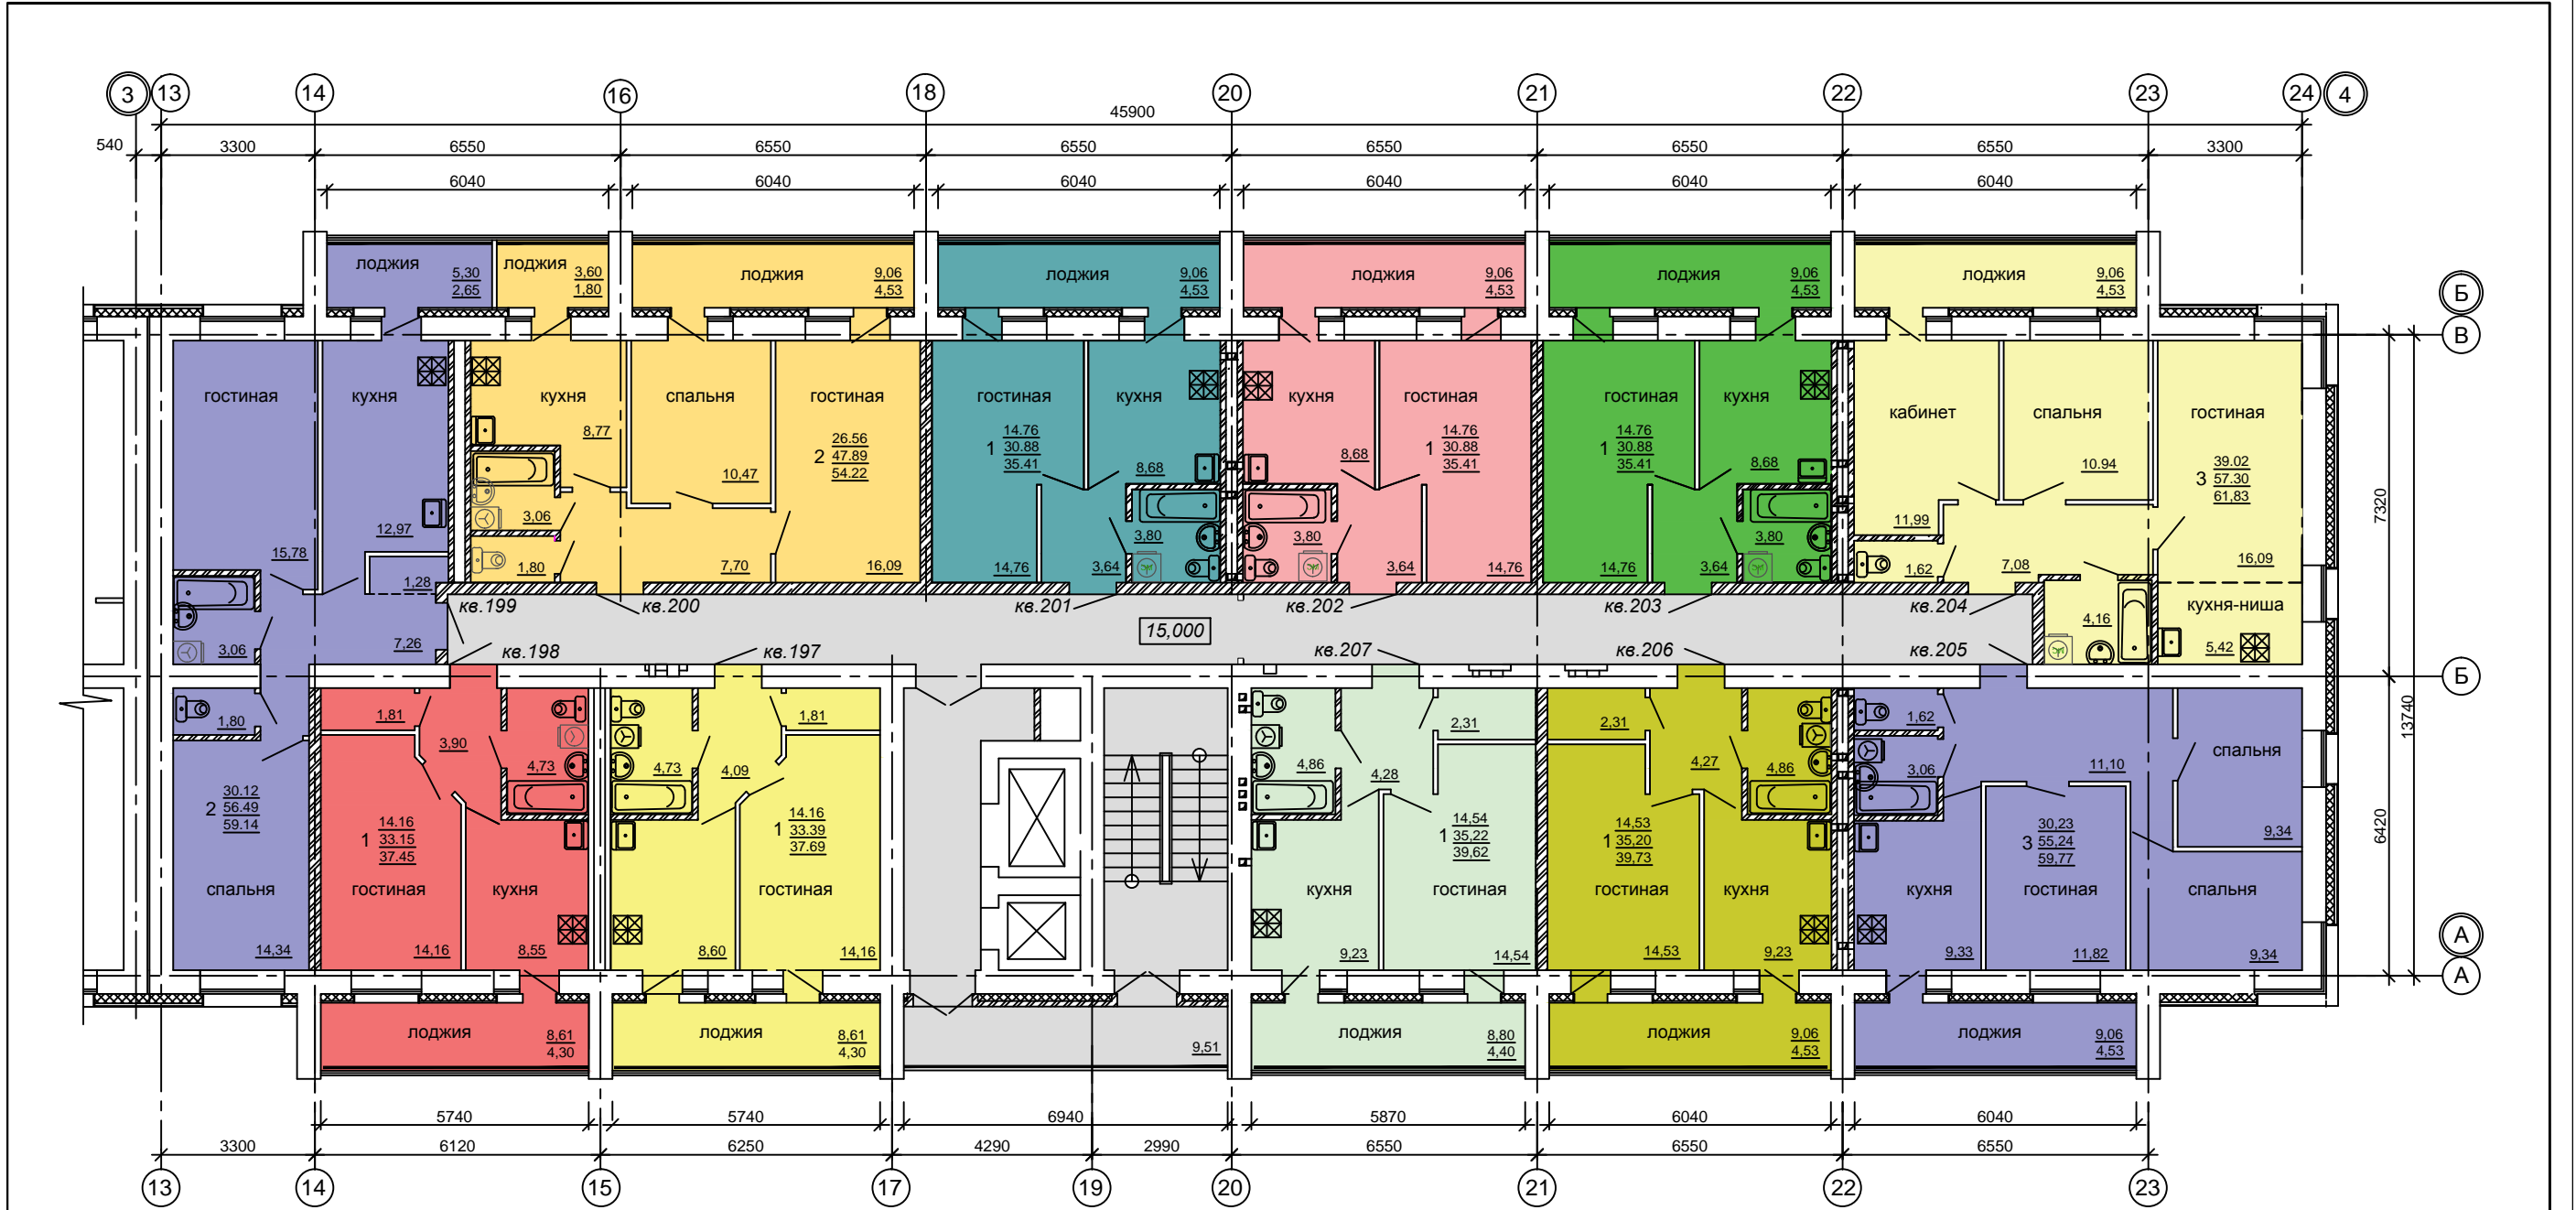 3 13 14 16 18 20 21 22 23 24 4
45900
540 3300 6550 6550 6550 6550 6550 6550 3300
6040 6040 6040 6040 6040 6040
лоджия 5,30 2,65
лоджия 3,60 1,80
лоджия 9,06 4,53
лоджия 9,06 4,53
лоджия 9,06 4,53
лоджия 9,06 4,53
лоджия 9,06 4,53
Б
В
гостиная кухня кухня спальня гостиная гостиная кухня кухня гостиная гостиная кухня кабинет спальня гостиная
8,77
2 26.56 47.89 54.22
1 14.76 30.88 35.41
1 14.76 30.88 35.41
1 14.76 30.88 35.41
3 39.02 57.30 61,83
10,47 8,68 8,68 8,68 10.94
12,97 3,06 3,80 3,80 3,80 11,99
7320
15,78 1,28 1,80 7,70 16,09 14,76 3,64 3,64 14,76 14,76 3,64 1,62 7,08 16,09
кв.199 кв.200 кв.201 кв.202 кв.203 кв.204 кухня-ниша
4,16
15,000
3,06 7,26 кв.198 кв.197 кв.207 кв.206 кв.205 5,42
Б
13740
1,80 1,81 1,81 2,31 2,31 1,62
3,90 4,73 4,73 4,09 4,86 4,28 4,27 4,86 3,06 11,10 спальня
2 30.12 56.49 59.14
1 14.16 33.15 37.45
1 14.16 33.39 37.69
1 14,54 35,22 39,62
1 14,53 35,20 39,73
3 30,23 55,24 59,77
9,34
6420
спальня гостиная кухня гостиная кухня гостиная гостиная кухня кухня гостиная спальня
14,34 14,16 8,55 8,60 14,16 9,23 14,54 14,53 9,23 9,33 11,82 9,34
А
А
лоджия 8,61 4,30
лоджия 8,61 4,30
9,51
лоджия 8,80 4,40
лоджия 9,06 4,53
лоджия 9,06 4,53
5740 5740 6940 5870 6040 6040
3300 6120 6250 4290 2990 6550 6550 6550
13 14 15 17 19 20 21 22 23